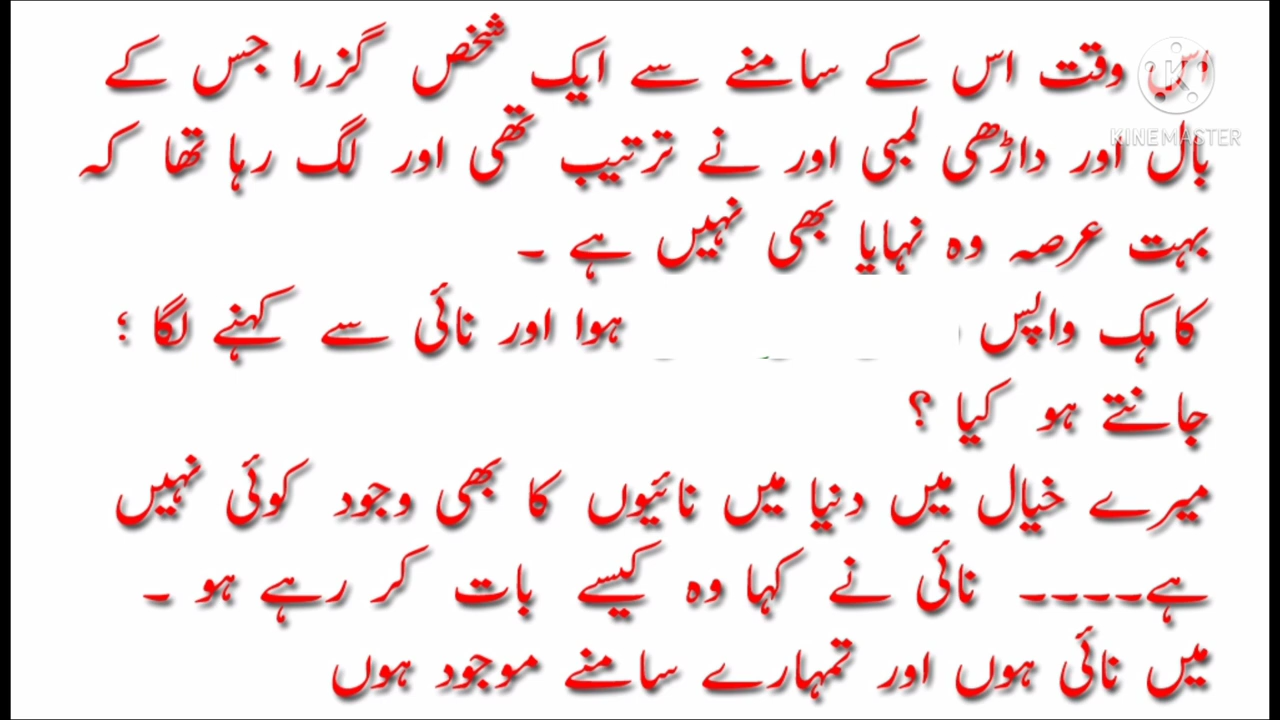 اس وقت اس کے سامنے سے ایک شخص گزرا جس کے
KINEMASTER
بال اور داڑھی لمبی اور نے ترتیب تھی اور لگ رہا تھا کہ
بہت عرصہ وہ نہایا بھی نہیں ہے ۔
کاہک واپس ہوا اور نائی سے کہنے لگا ؛
جانتے ہو کیا ؟
میرے خیال میں دنیا میں نائیوں کا بھی وجود کوئی نہیں
ہے۔۔۔۔ نائی نے کہا وہ کیسے بات کر رہے ہو ۔
میں نائی ہوں اور تمہارے سامنے موجود ہوں